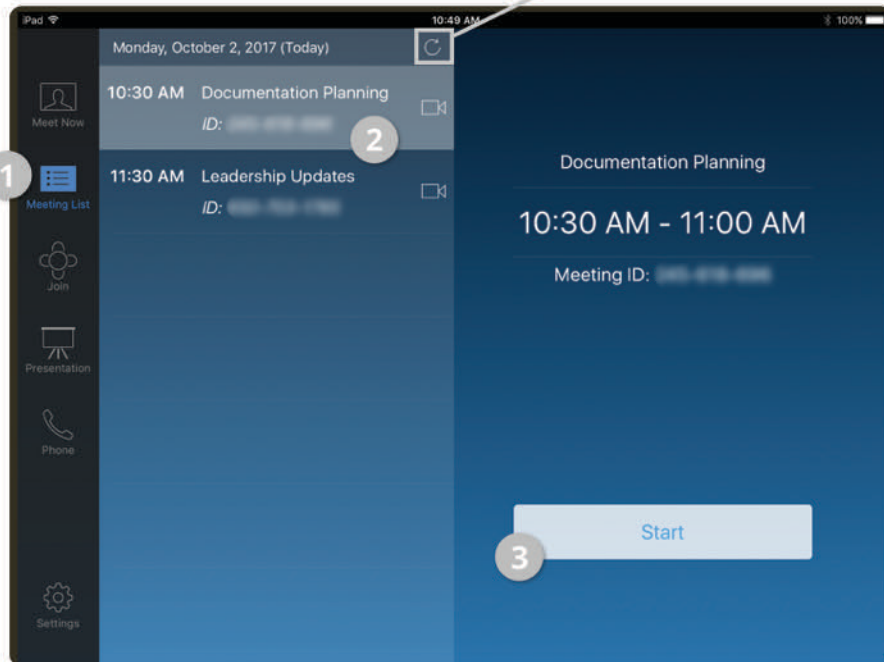 iPad 10:49 AM 100%
Monday, October 2, 2017 (Today)
Meet Now
10:30 AM Documentation Planning
ID:
2
1
Meeting List
11:30 AM Leadership Updates
ID:
Join
Presentation
Phone
Settings
Documentation Planning
10:30 AM - 11:00 AM
Meeting ID:
Start
3